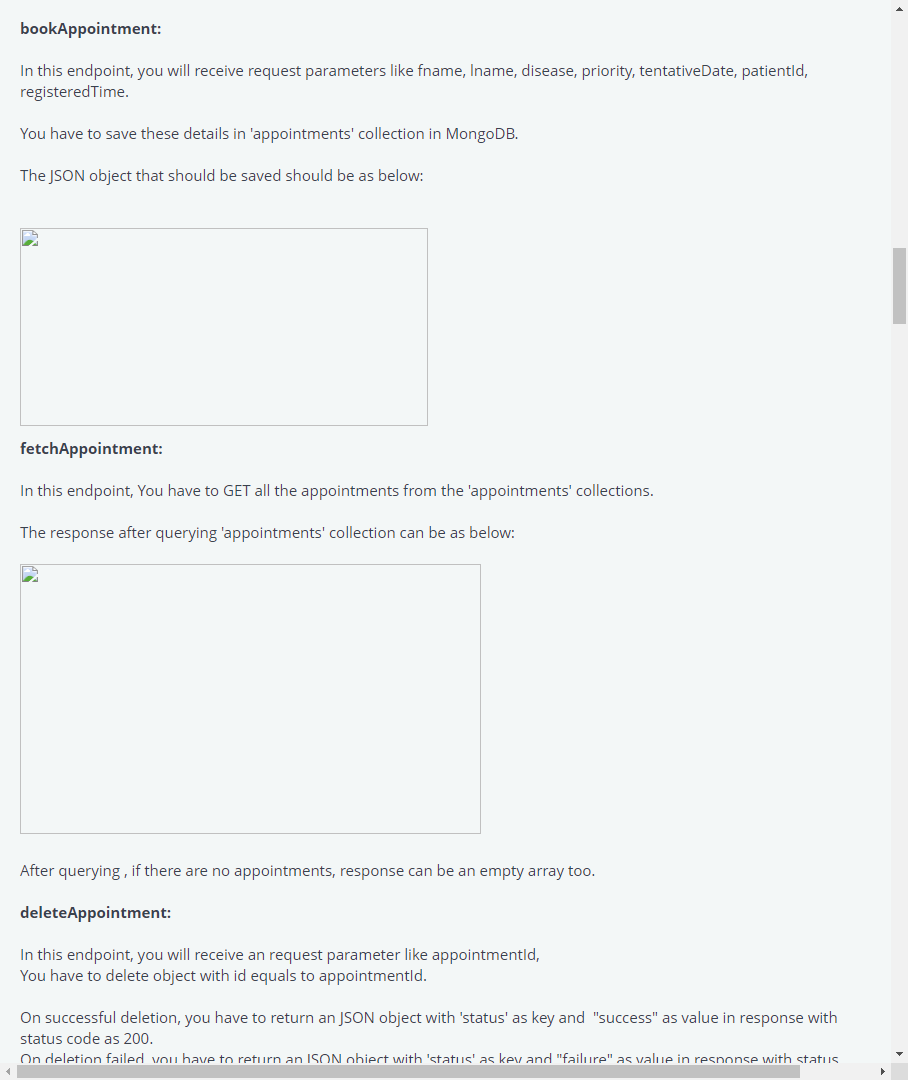 bookAppointment:
In this endpoint, you will receive request parameters like fname, lname, disease, priority, tentativeDate, patientId,
registeredTime.
You have to save these details in 'appointments' collection in MongoDB.
The JSON object that should be saved should be as below:
fetchAppointment:
In this endpoint, You have to GET all the appointments from the 'appointments' collections.
The response after querying 'appointments' collection can be as below:
After querying , if there are no appointments, response can be an empty array too.
deleteAppointment:
In this endpoint, you will receive an request parameter like appointmentId,
You have to delete object with id equals to appointmentId.
On successful deletion, you have to return an JSON object with 'status' as key and  "success" as value in response with
status code as 200.
On deletion failed, you have to return an JSON object with 'status' as key and "failure" as value in response with status